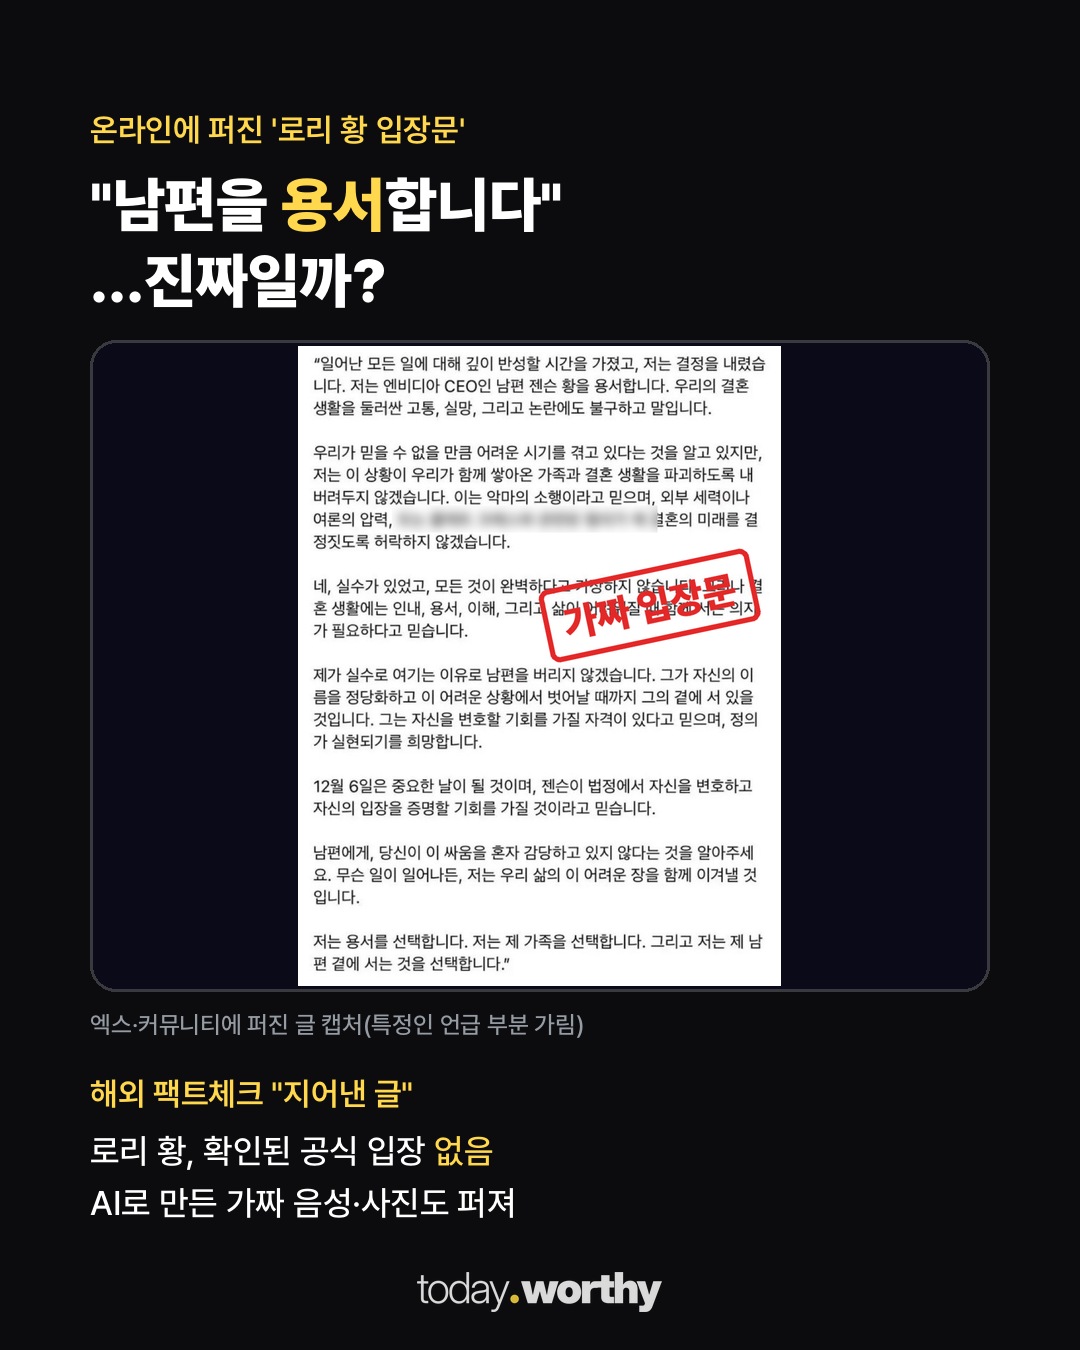 온라인에 퍼진 '로리 황 입장문'
"남편을 용서합니다"
...진짜일까?
“일어난 모든 일에 대해 깊이 반성할 시간을 가졌고, 저는 결정을 내렸습
니다. 저는 엔비디아 CEO인 남편 젠슨 황을 용서합니다. 우리의 결혼
생활을 둘러싼 고통, 실망, 그리고 논란에도 불구하고 말입니다.
우리가 믿을 수 없을 만큼 어려운 시기를 겪고 있다는 것을 알고 있지만,
저는 이 상황이 우리가 함께 쌓아온 가족과 결혼 생활을 파괴하도록 내
버려두지 않겠습니다. 이는 악마의 소행이라고 믿으며, 외부 세력이나
여론의 압력, 결혼의 미래를 결
정짓도록 허락하지 않겠습니다.
네, 실수가 있었고, 모든 것이 완벽하다고 가장하지 않습니다. 그러나 결
혼 생활에는 인내, 용서, 이해, 그리고 삶이 때 함께 서는 의지
가 필요하다고 믿습니다.
가짜 입장문
제가 실수로 여기는 이유로 남편을 버리지 않겠습니다. 그가 자신의 이
름을 정당화하고 이 어려운 상황에서 벗어날 때까지 그의 곁에 서 있을
것입니다. 그는 자신을 변호할 기회를 가질 자격이 있다고 믿으며, 정의
가 실현되기를 희망합니다.
12월 6일은 중요한 날이 될 것이며, 젠슨이 법정에서 자신을 변호하고
자신의 입장을 증명할 기회를 가질 것이라고 믿습니다.
남편에게, 당신이 이 싸움을 혼자 감당하고 있지 않다는 것을 알아주세
요. 무슨 일이 일어나든, 저는 우리 삶의 이 어려운 장을 함께 이겨낼 것
입니다.
저는 용서를 선택합니다. 저는 제 가족을 선택합니다. 그리고 저는 제 남
편 곁에 서는 것을 선택합니다.”
엑스·커뮤니티에 퍼진 글 캡처(특정인 언급 부분 가림)
해외 팩트체크 "지어낸 글"
로리 황, 확인된 공식 입장 없음
AI로 만든 가짜 음성·사진도 퍼져
today.worthy